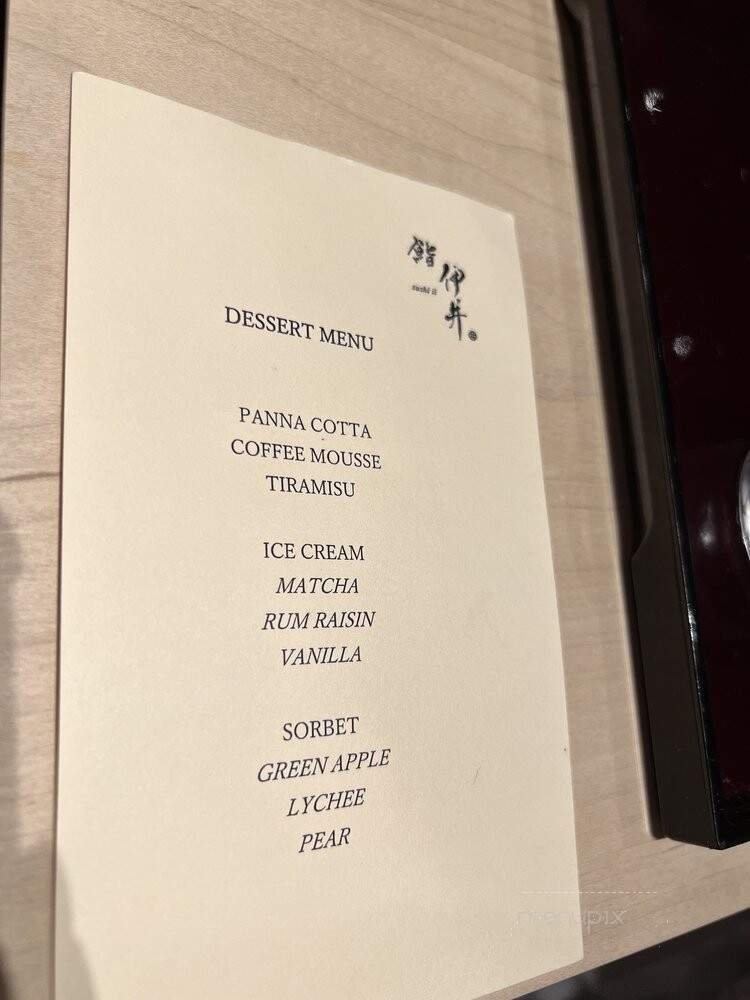 鮨 伊井
sushi ii
DESSERT MENU
PANNA COTTA
COFFEE MOUSSE
TIRAMISU
ICE CREAM
MATCHA
RUM RAISIN
VANILLA
SORBET
GREEN APPLE
LYCHEE
PEAR
menupix